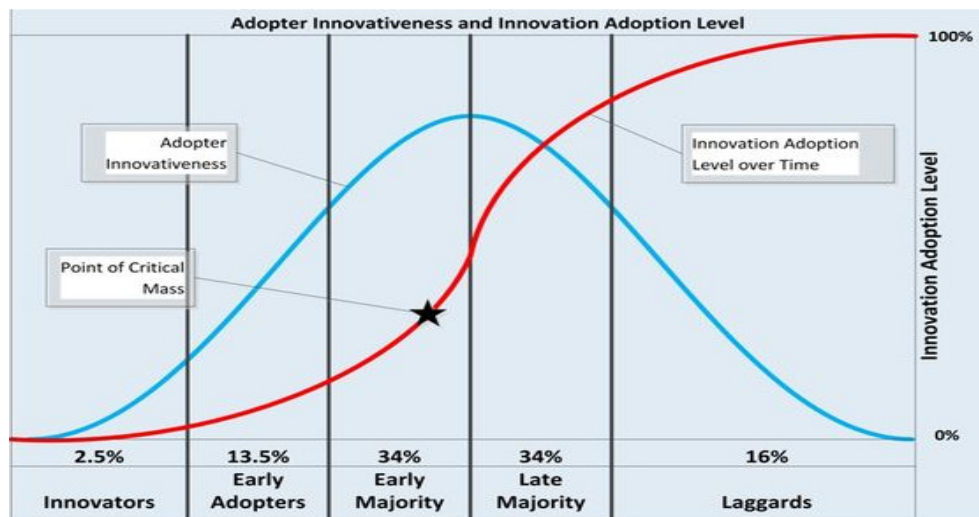 Adopter Innovativeness and Innovation Adoption Level
100%
Adopter
Innovativeness
Innovation Adoption
Level over Time
Point of Critical
Mass
Innovation Adoption Level
0%
2.5%
13.5%
34%
34%
16%
Innovators
Early
Adopters
Early
Majority
Late
Majority
Laggards